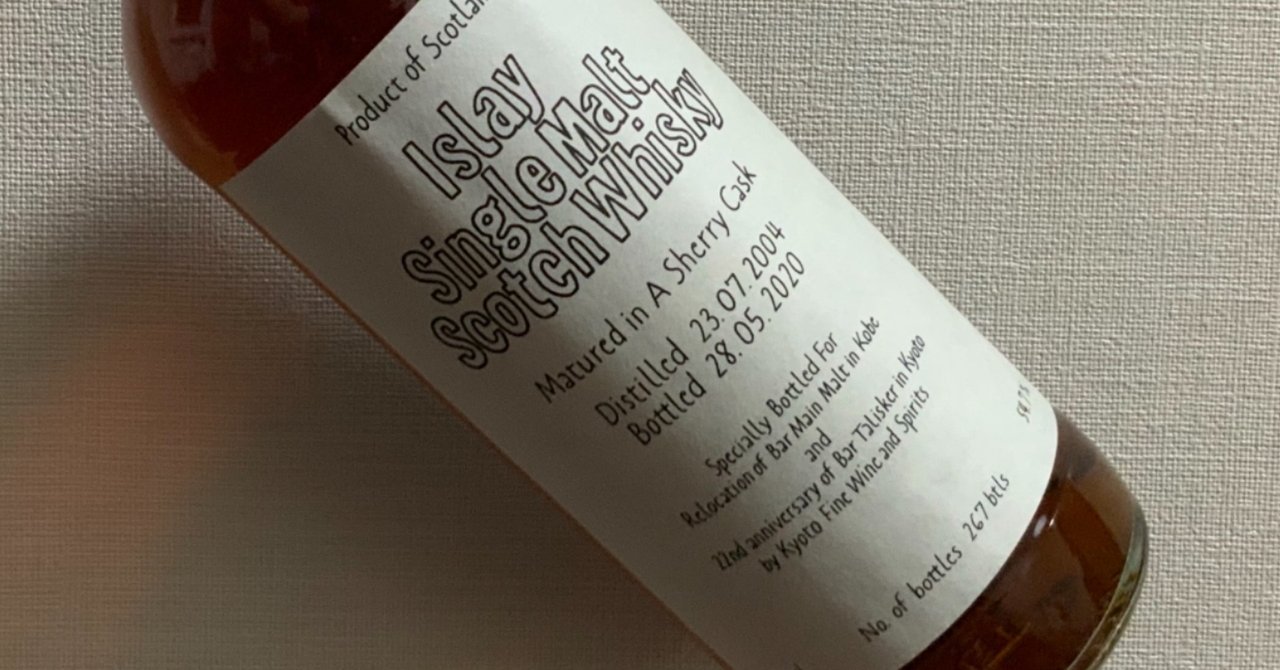 Product of Scotlan
Islay
Single Malt
Scotch Whisky
Matured in A Sherry Cask
Distilled 23. 07. 2004
Bottled 28. 05. 2020
Specially Bottled For
Relocation of Bar Main Malt in Kobe
and
22nd anniversary of Bar Talisker in Kyoto
by Kyoto Fine Wine and Spirits
No. of bottles 267 btls